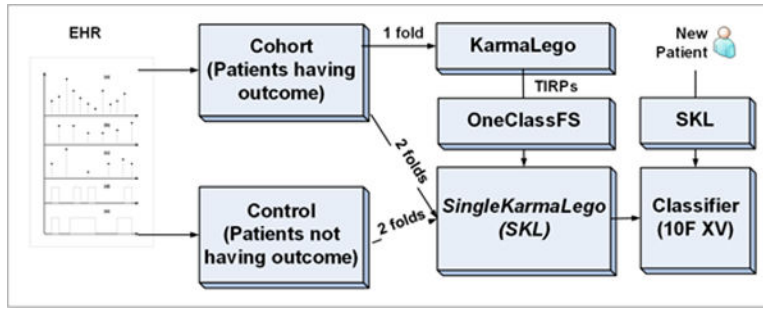 EHR
Cohort
(Patients having
outcome)
1 fold
KarmaLego
New
Patient
TIRPs
OneClassFS
SKL
2 folds
Control
(Patients not
having outcome)
2 folds
SingleKarmaLego
(SKL)
Classifier
(10F XV)